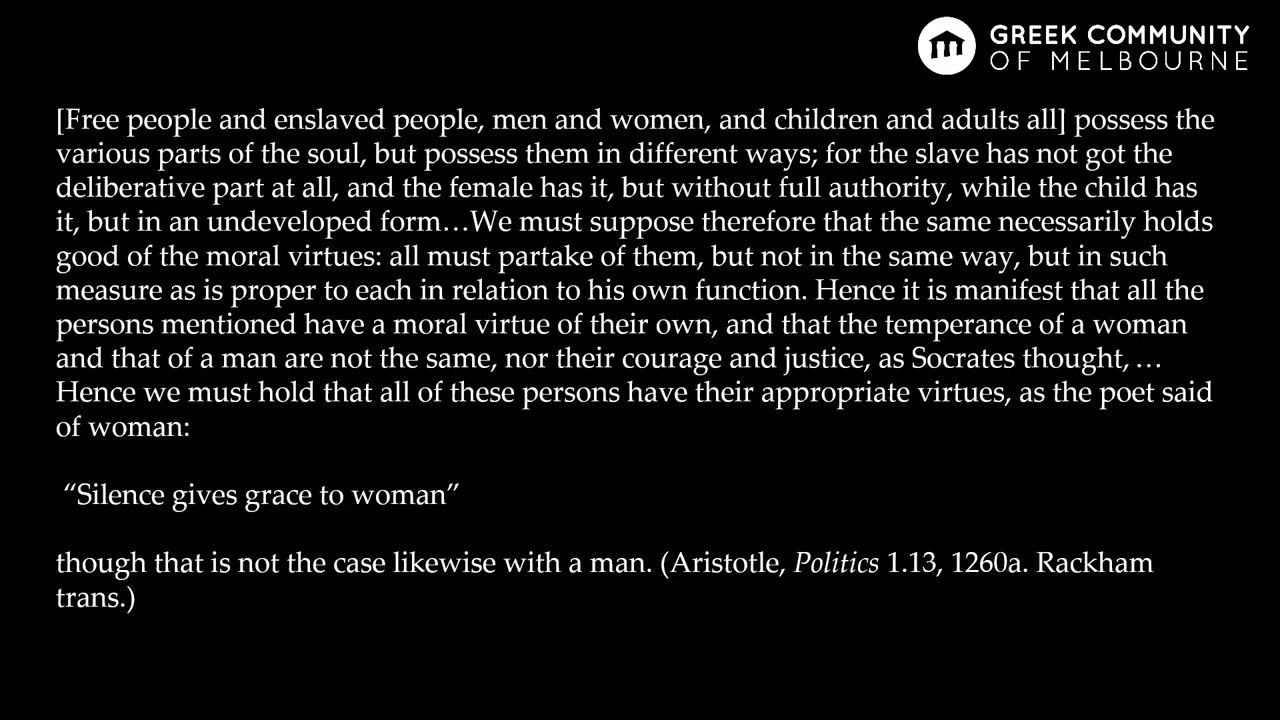 GREEK COMMUNITY
OF MELBOURNE
[Free people and enslaved people, men and women, and children and adults all] possess the
various parts of the soul, but possess them in different ways; for the slave has not got the
deliberative part at all, and the female has it, but without full authority, while the child has
it, but in an undeveloped form…We must suppose therefore that the same necessarily holds
good of the moral virtues: all must partake of them, but not in the same way, but in such
measure as is proper to each in relation to his own function. Hence it is manifest that all the
persons mentioned have a moral virtue of their own, and that the temperance of a woman
and that of a man are not the same, nor their courage and justice, as Socrates thought, …
Hence we must hold that all of these persons have their appropriate virtues, as the poet said
of woman:
“Silence gives grace to woman”
though that is not the case likewise with a man. (Aristotle, Politics 1.13, 1260a. Rackham
trans.)